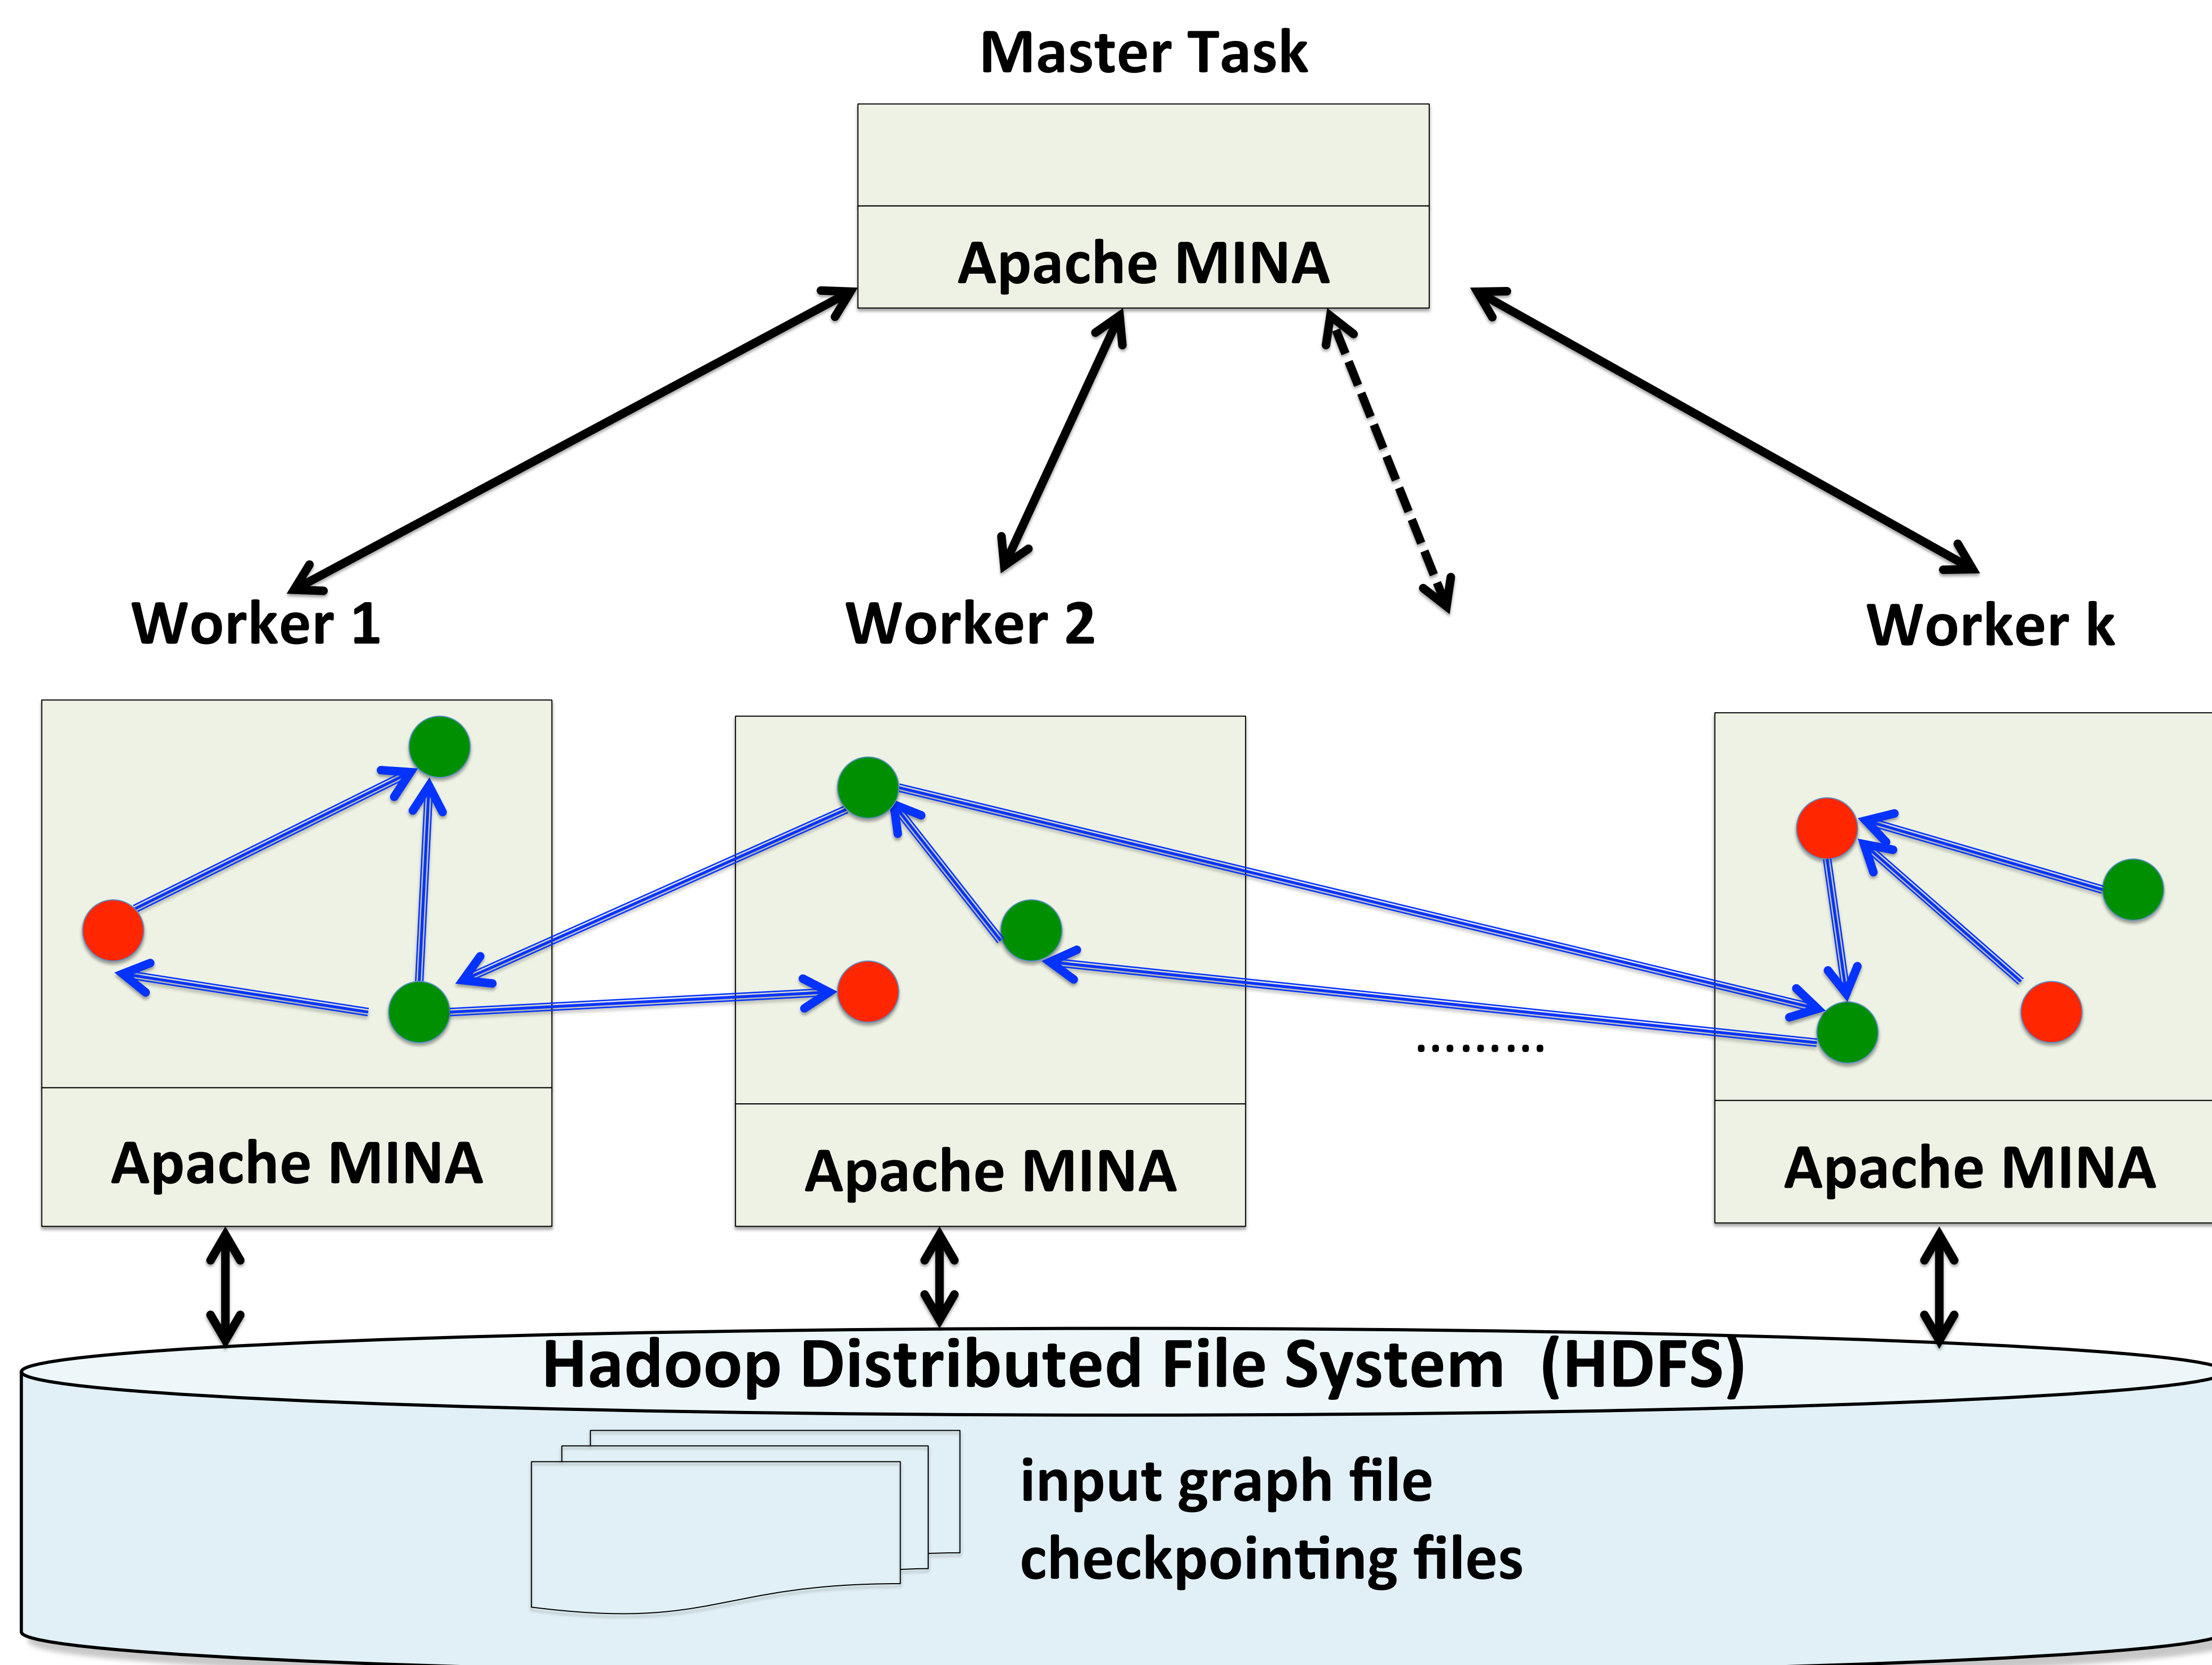 Master Task
Apache MINA
Worker 1
Worker 2
Worker k
Apache MINA
Apache MINA
.........
Apache MINA
Hadoop Distributed File System (HDFS)
input graph file
checkpointing files